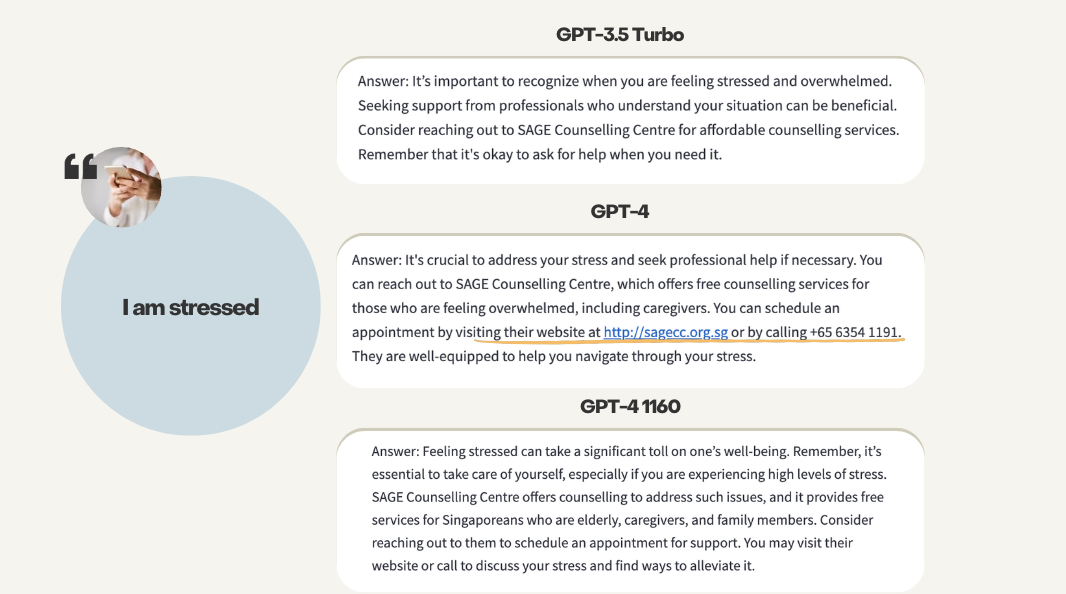 GPT-3.5 Turbo
Answer: It’s important to recognize when you are feeling stressed and overwhelmed.
Seeking support from professionals who understand your situation can be beneficial.
Consider reaching out to SAGE Counselling Centre for affordable counselling services.
Remember that it's okay to ask for help when you need it.
“
I am stressed
GPT-4
Answer: It's crucial to address your stress and seek professional help if necessary. You
can reach out to SAGE Counselling Centre, which offers free counselling services for
those who are feeling overwhelmed, including caregivers. You can schedule an
appointment by visiting their website at http://sagecc.org.sg or by calling +65 6354 1191.
They are well-equipped to help you navigate through your stress.
GPT-4 1160
Answer: Feeling stressed can take a significant toll on one’s well-being. Remember, it’s
essential to take care of yourself, especially if you are experiencing high levels of stress.
SAGE Counselling Centre offers counselling to address such issues, and it provides free
services for Singaporeans who are elderly, caregivers, and family members. Consider
reaching out to them to schedule an appointment for support. You may visit their
website or call to discuss your stress and find ways to alleviate it.